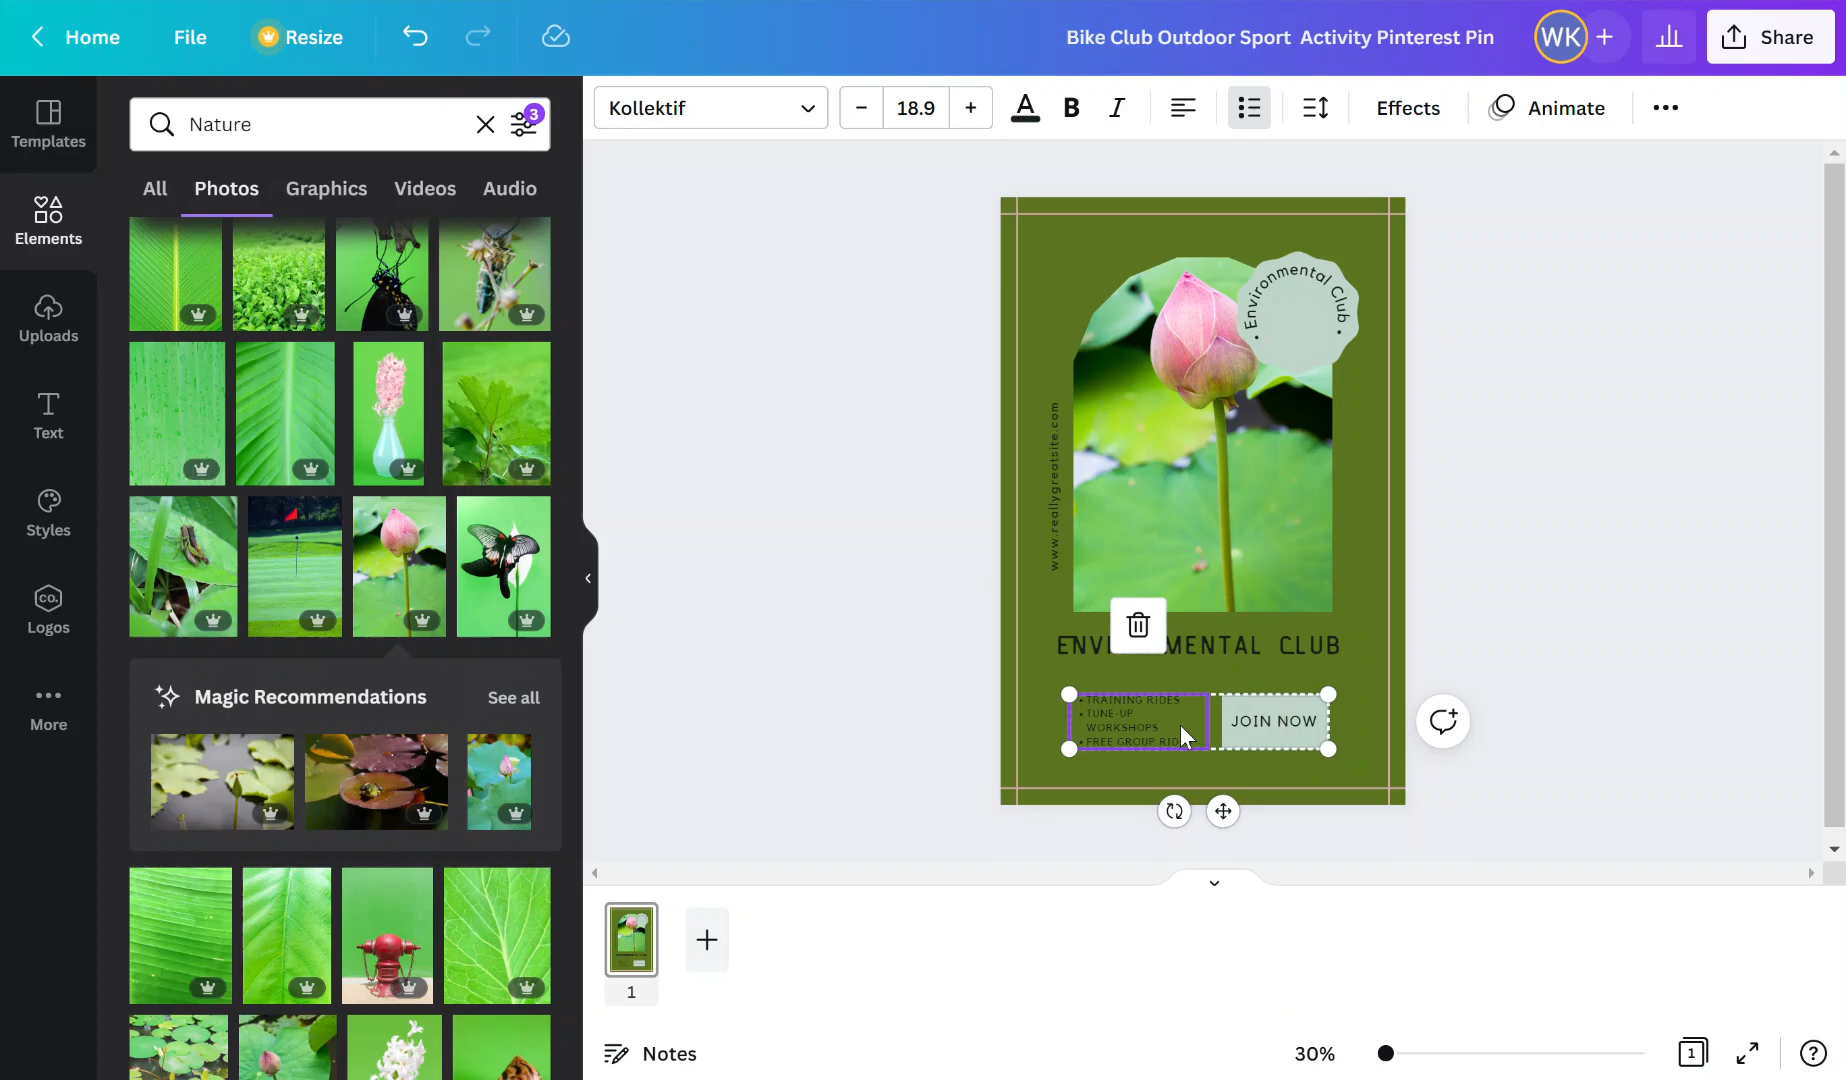 Home
File
Resize
Bike Club Outdoor Sport Activity Pinterest Pin
WK
Share
Templates
Elements
Uploads
Text
Styles
CO.
Logos
More
Nature
3
All Photos Graphics Videos Audio
Magic Recommendations
See all
Kollektif
18.9
A B I
Effects
Animate
• Environmental Club •
www.reallygreatsite.com
ENVI MENTAL CLUB
• TRAINING RIDES
• TUNE-UP
WORKSHOPS
• FREE GROUP RID
JOIN NOW
1
Notes
30%
1
?